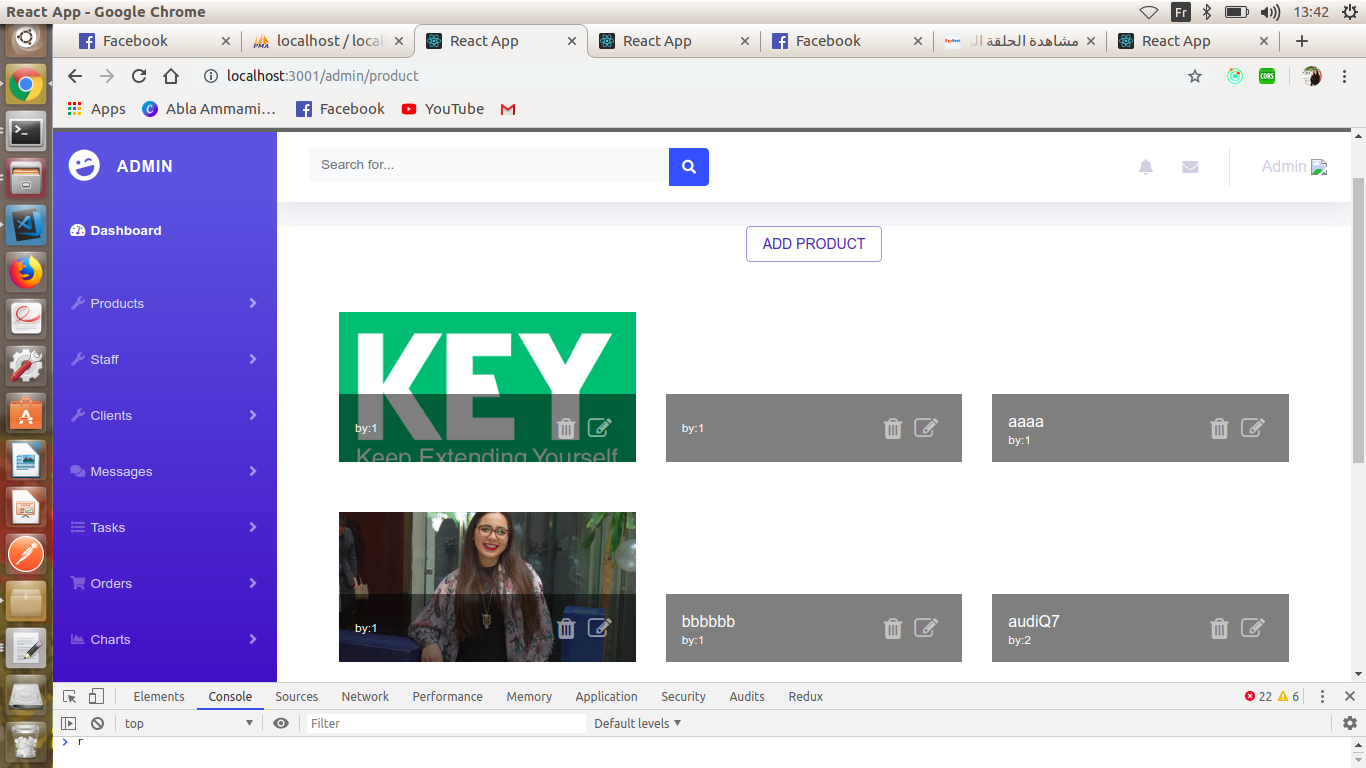 React App - Google Chrome
Fr
13:42
Facebook
localhost / local
React App
React App
Facebook
مشاهدة الحلقة ال
React App
localhost:3001/admin/product
CORS
Apps
Abla Ammami...
Facebook
YouTube
ADMIN
Search for...
Admin
Dashboard
ADD PRODUCT
Products
Staff
Clients
Messages
Tasks
Orders
Charts
KEY
Keep Extending Yourself
by:1
by:1
aaaa
by:1
by:1
bbbbbb
by:1
audiQ7
by:2
Elements
Console
Sources
Network
Performance
Memory
Application
Security
Audits
Redux
22
6
top
Filter
Default levels
r